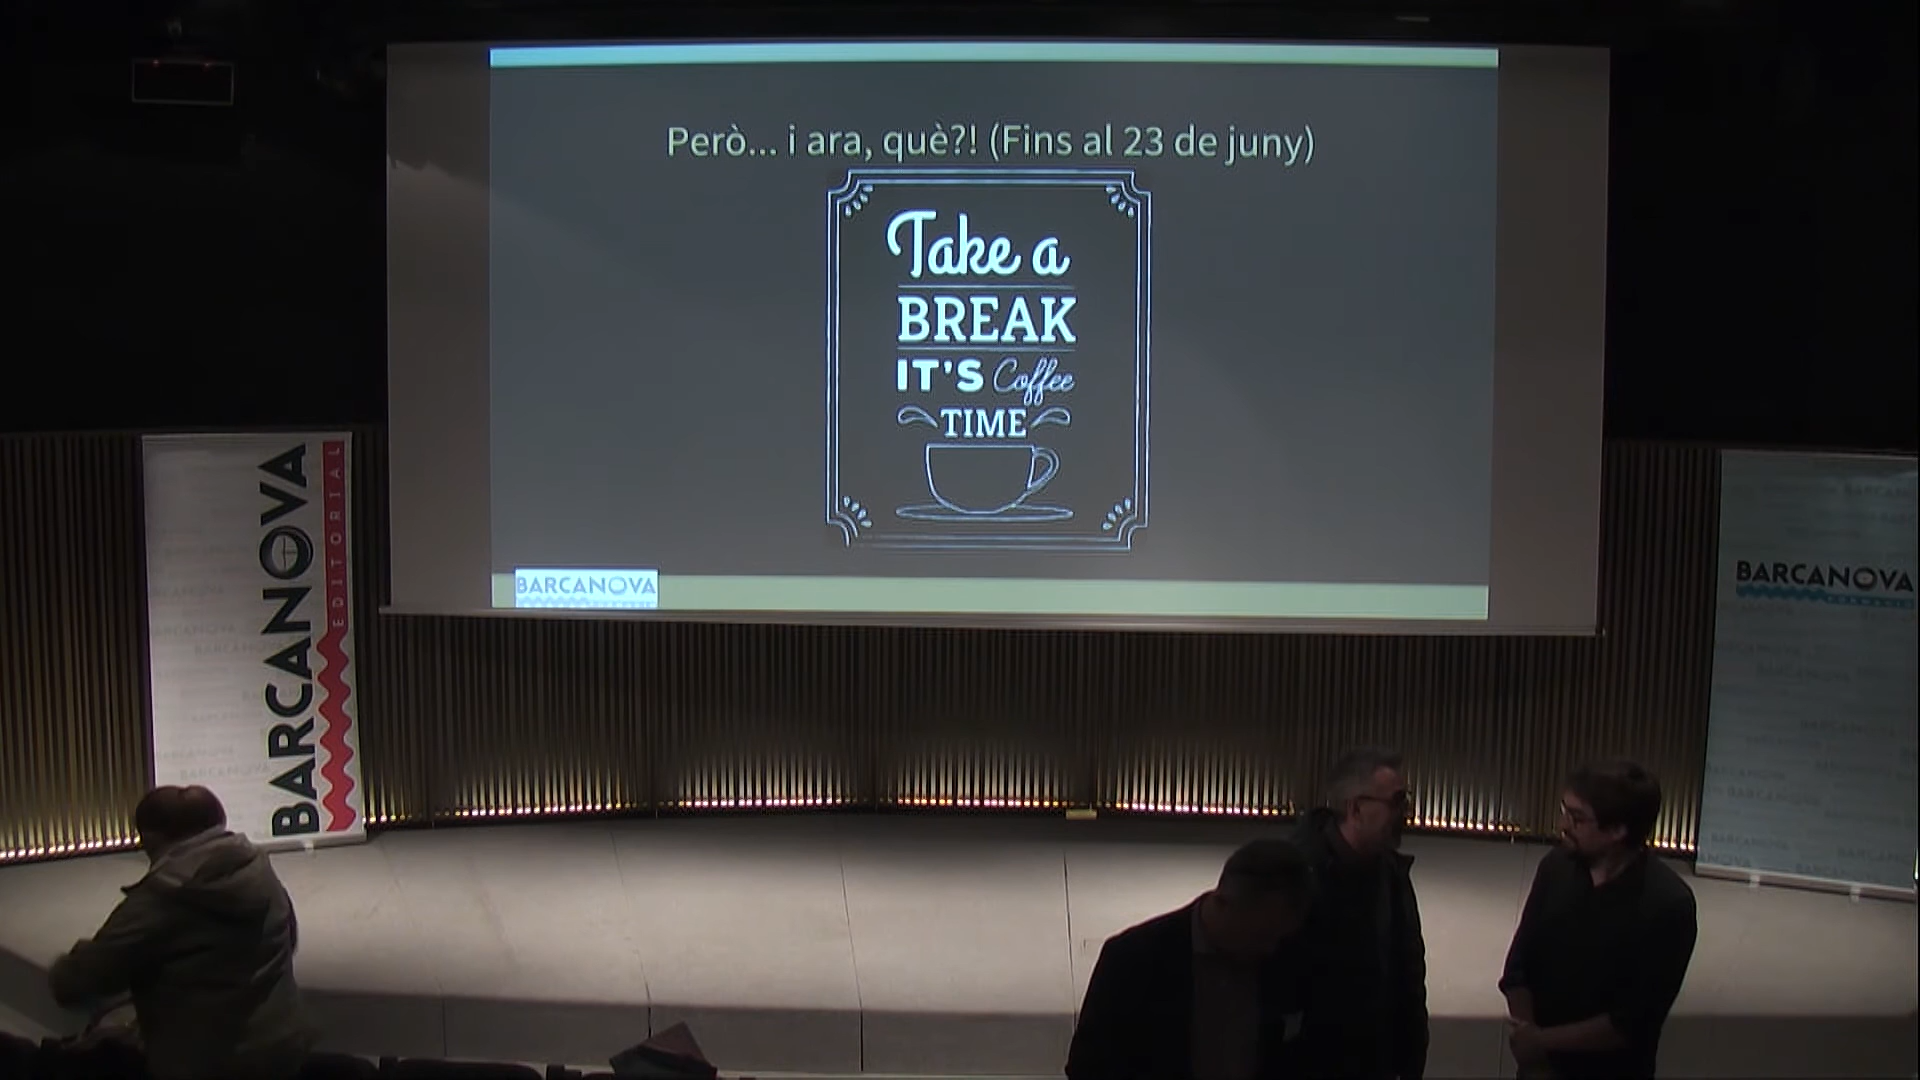 Però... i ara, què?! (Fins al 23 de juny)
Take a
BREAK
IT'S Coffee
TIME
BARCANOVA
BARCANOVA
EDITORIAL
BARCANOVA